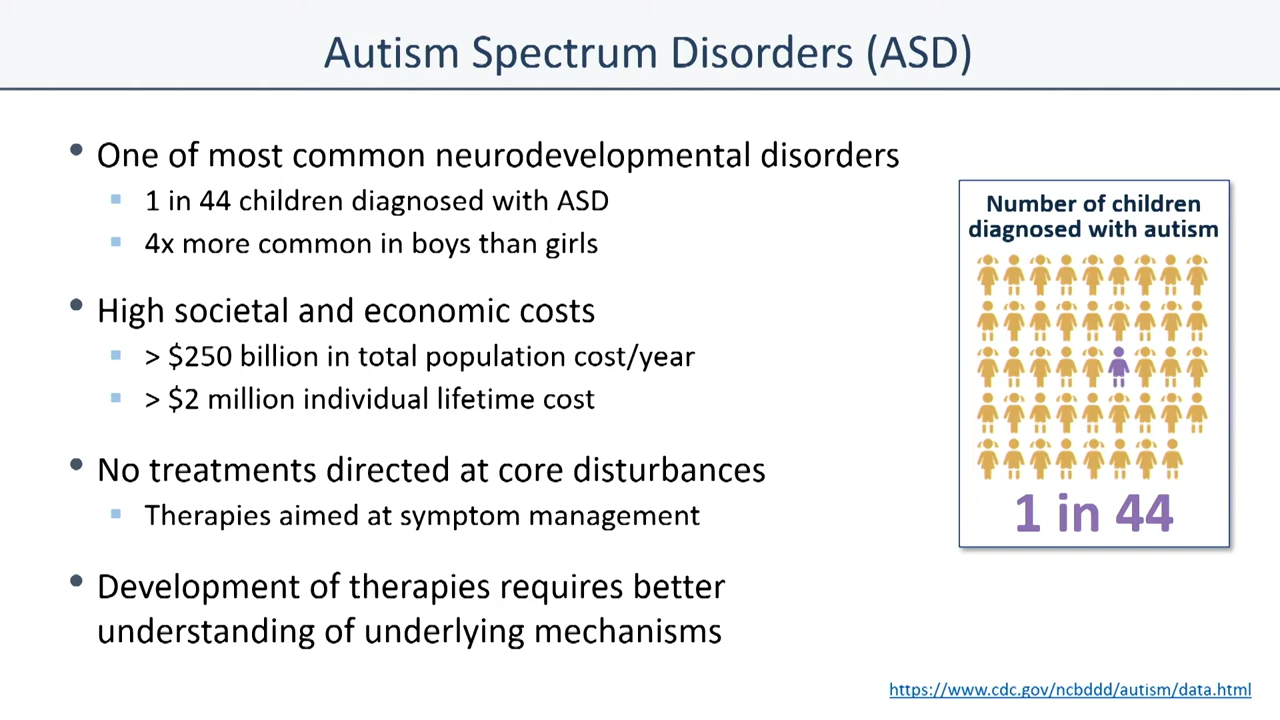 Autism Spectrum Disorders (ASD)
• One of most common neurodevelopmental disorders
▪ 1 in 44 children diagnosed with ASD
▪ 4x more common in boys than girls
• High societal and economic costs
▪ > $250 billion in total population cost/year
▪ > $2 million individual lifetime cost
• No treatments directed at core disturbances
▪ Therapies aimed at symptom management
• Development of therapies requires better
understanding of underlying mechanisms
Number of children
diagnosed with autism
1 in 44
https://www.cdc.gov/ncbddd/autism/data.html